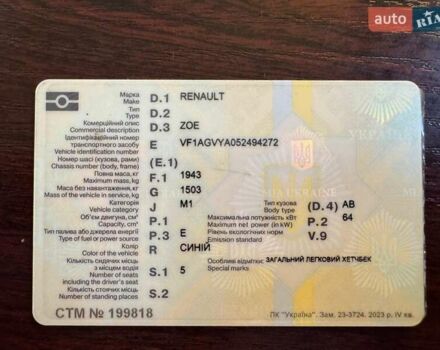 auto RIA
Марка D.1 RENAULT
Make
Тип D.2
Type
Комерційний опис D.3 ZOE
Commercial description
Ідентифікаційний номер
транспортного засобу E VF1AGVYA052494272
Vehicle identification number
Номер шасі (кузова, рами) (E.1)
Chassis number (body, frame)
Повна маса, кг F.1 1943
Maximum mass, kg
Маса без навантаження, кг G 1503
Mass of the vehicle in service, kg
Категорія J M1 Тип кузова (D.4) AB
Category Body type
Об'єм двигуна, см³ P.1 Максимальна потужність кВт P.2 64
Capacity, cm³ Maximum net power (in kW)
Тип палива або джерела енергії P.3 E Рівень екологічних норм V.9
Type of fuel or power source Emission standard
Колір R СИНІЙ
Color of the vehicle
Кількість сидячих місць Особливі відмітки: ЗАГАЛЬНИЙ ЛЕГКОВИЙ ХЕТЧБЕК
з місцем водія S.1 5 Special marks
Number of seats
including the driver's seat
Кількість стоячих місць S.2
Number of standing places
СТМ № 199818 ПК "Україна". Зам. 23-3724. 2023 р. IV кв.